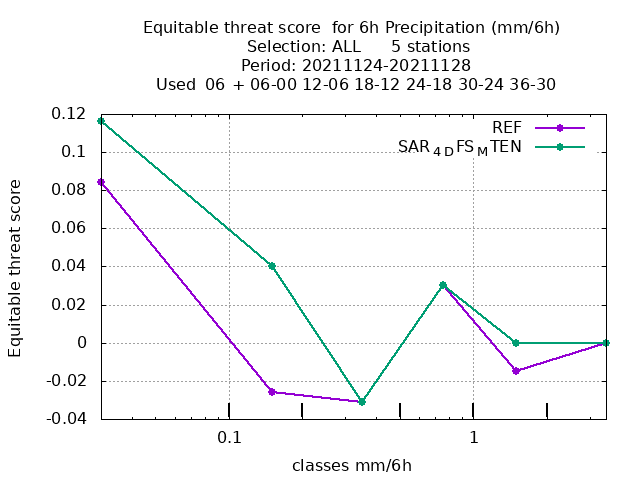 Equitable threat score  for 6h Precipitation (mm/6h)
Selection: ALL      5 stations
Period: 20211124-20211128
Used  06 + 06-00 12-06 18-12 24-18 30-24 36-30
0.12
0.1
0.08
0.06
0.04
0.02
0
-0.02
-0.04
Equitable threat score
REF
SAR4DFSMTEN
0.1
1
classes mm/6h